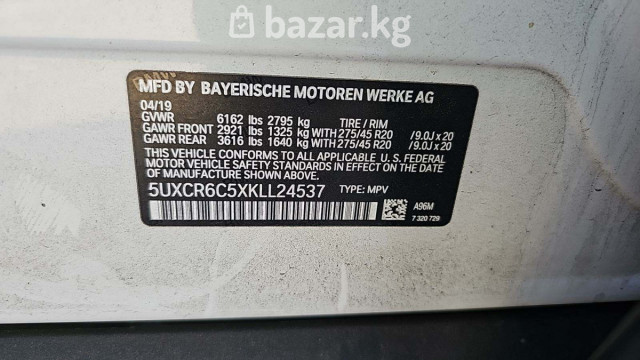 bazar.kg
MFD BY BAYERISCHE MOTOREN WERKE AG
04/19
GVWR 6162 lbs 2795 kg TIRE / RIM
GAWR FRONT 2921 lbs 1325 kg WITH 275/45 R20 /9.0J x 20
GAWR REAR 3616 lbs 1640 kg WITH 275/45 R20 /9.0J x 20
THIS VEHICLE CONFORMS TO ALL APPLICABLE U. S. FEDERAL
MOTOR VEHICLE SAFETY STANDARDS IN EFFECT ON THE DATE
OF MANUFACTURE SHOWN ABOVE.
5UXCR6C5XKLL24537 TYPE: MPV
A96M
7 320 729